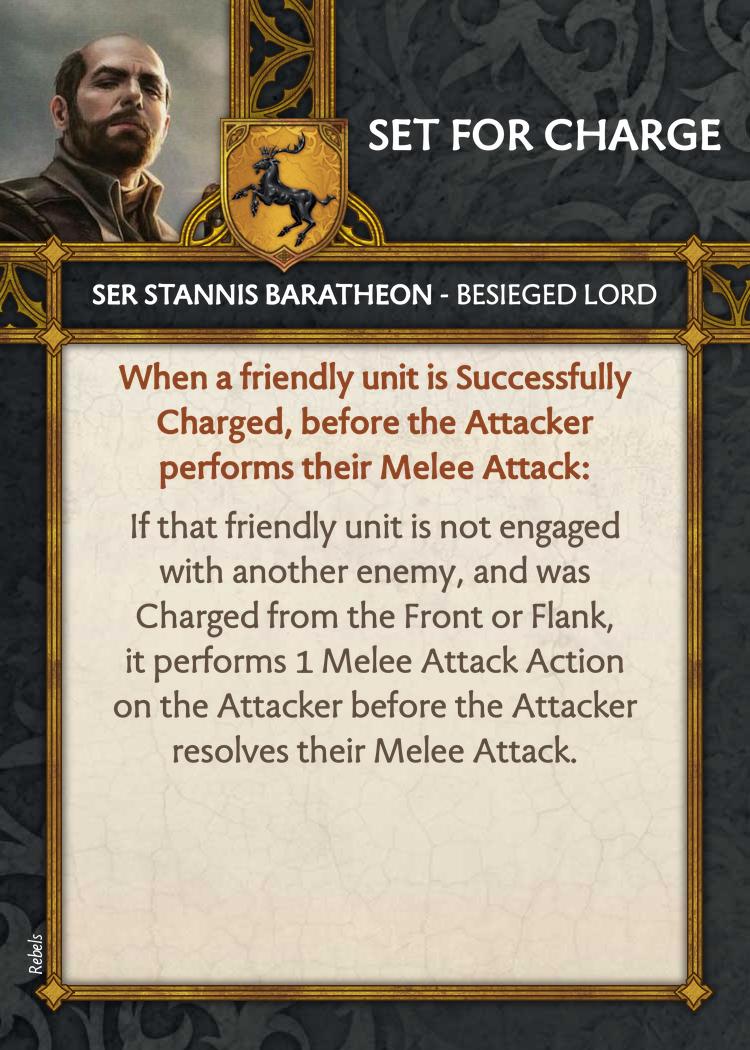 SET FOR CHARGE
SER STANNIS BARATHEON - BESIEGED LORD
When a friendly unit is Successfully
Charged, before the Attacker
performs their Melee Attack:
If that friendly unit is not engaged
with another enemy, and was
Charged from the Front or Flank,
it performs 1 Melee Attack Action
on the Attacker before the Attacker
resolves their Melee Attack.
Rebels